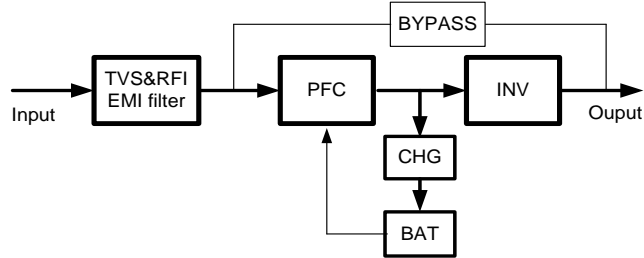 BYPASS
TVS&RFI
EMI filter
PFC
INV
Input
Ouput
CHG
BAT